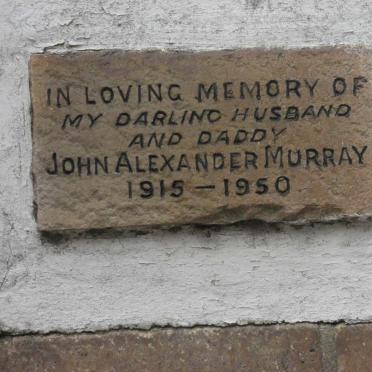 IN LOVING MEMORY OF
MY DARLING HUSBAND
AND DADDY
JOHN ALEXANDER MURRAY
1915 - 1950